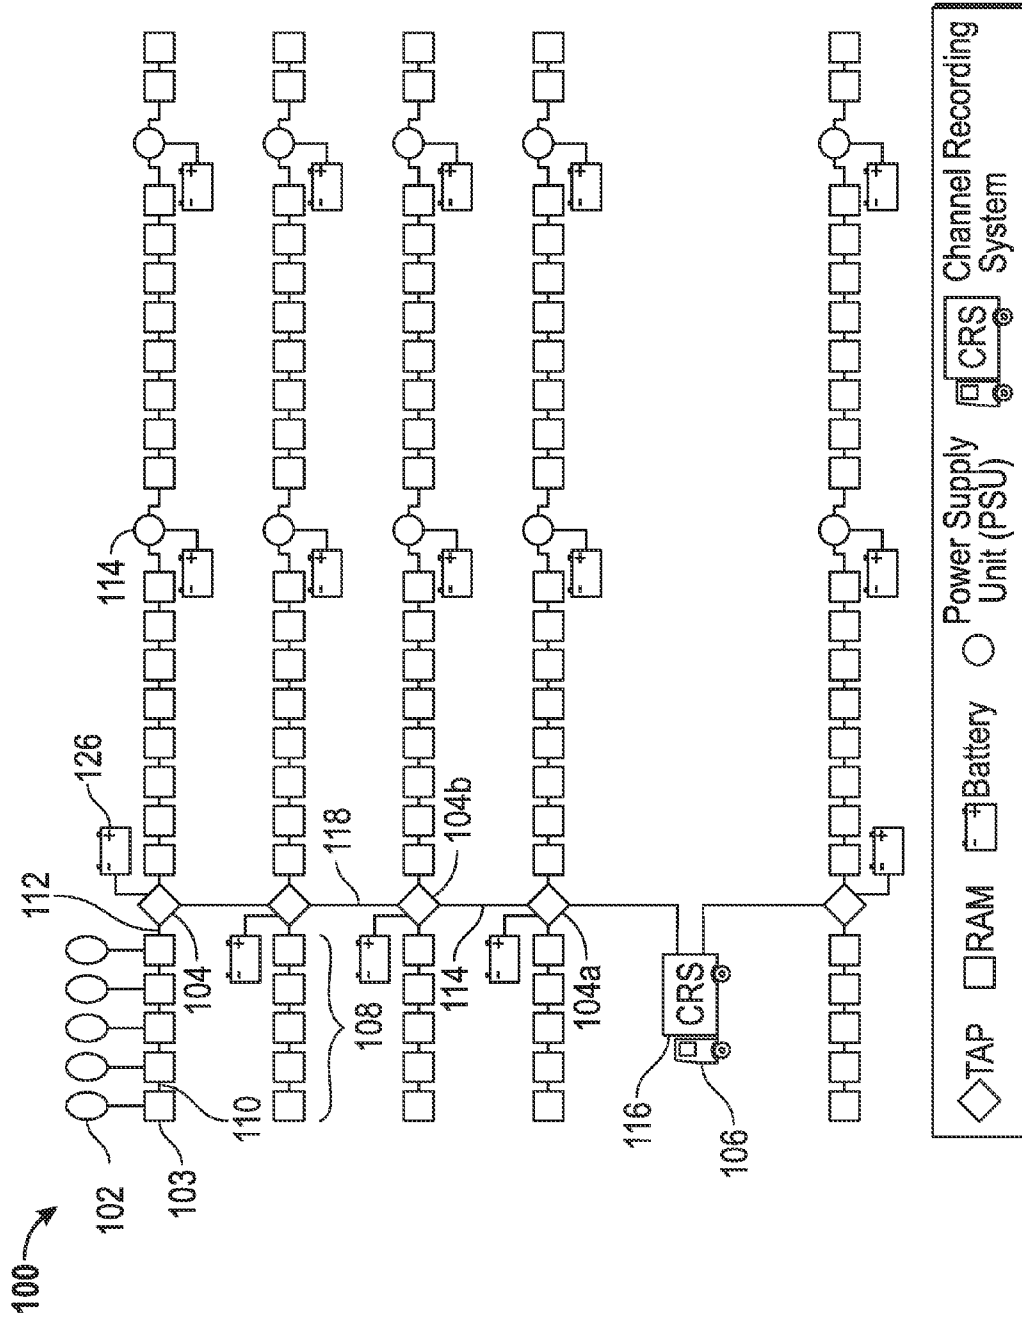 100
102
103
110
104
112
126
114
108
118
104b
114
104a
116
106
CRS
TAP
RAM
Battery
Power Supply
Unit (PSU)
CRS
Channel Recording
System